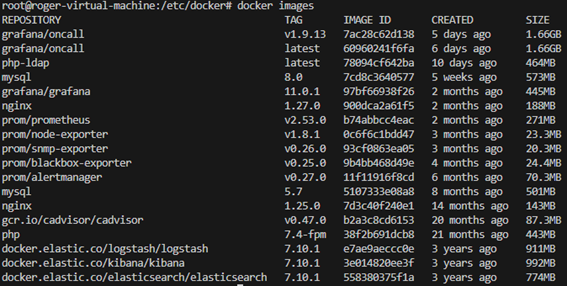 root@roger-virtual-machine:/etc/docker# docker images
REPOSITORY TAG IMAGE ID CREATED SIZE
grafana/oncall v1.9.13 7ac28c62d138 5 days ago 1.66GB
grafana/oncall latest 60960241f6fa 6 days ago 1.66GB
php-ldap latest 78094cf642ba 10 days ago 464MB
mysql 8.0 7cd8c3640577 5 weeks ago 573MB
grafana/grafana 11.0.1 97bf66938f26 2 months ago 445MB
nginx 1.27.0 900dca2a61f5 2 months ago 188MB
prom/prometheus v2.53.0 b74abbcc4eac 2 months ago 271MB
prom/node-exporter v1.8.1 0c6f6c1bdd47 3 months ago 23.3MB
prom/snmp-exporter v0.26.0 93cf0863ea05 3 months ago 20.3MB
prom/blackbox-exporter v0.25.0 9b4bb468d49e 4 months ago 24.4MB
prom/alertmanager v0.27.0 11f11916f8cd 6 months ago 70.3MB
mysql 5.7 5107333e08a8 8 months ago 501MB
nginx 1.25.0 7d3c40f240e1 14 months ago 143MB
gcr.io/cadvisor/cadvisor v0.47.0 b2a3c8cd6153 20 months ago 87.3MB
php 7.4-fpm 38f2b691dcb8 21 months ago 443MB
docker.elastic.co/logstash/logstash 7.10.1 e7ae9aeccc0e 3 years ago 911MB
docker.elastic.co/kibana/kibana 7.10.1 3e014820ee3f 3 years ago 992MB
docker.elastic.co/elasticsearch/elasticsearch 7.10.1 558380375f1a 3 years ago 774MB